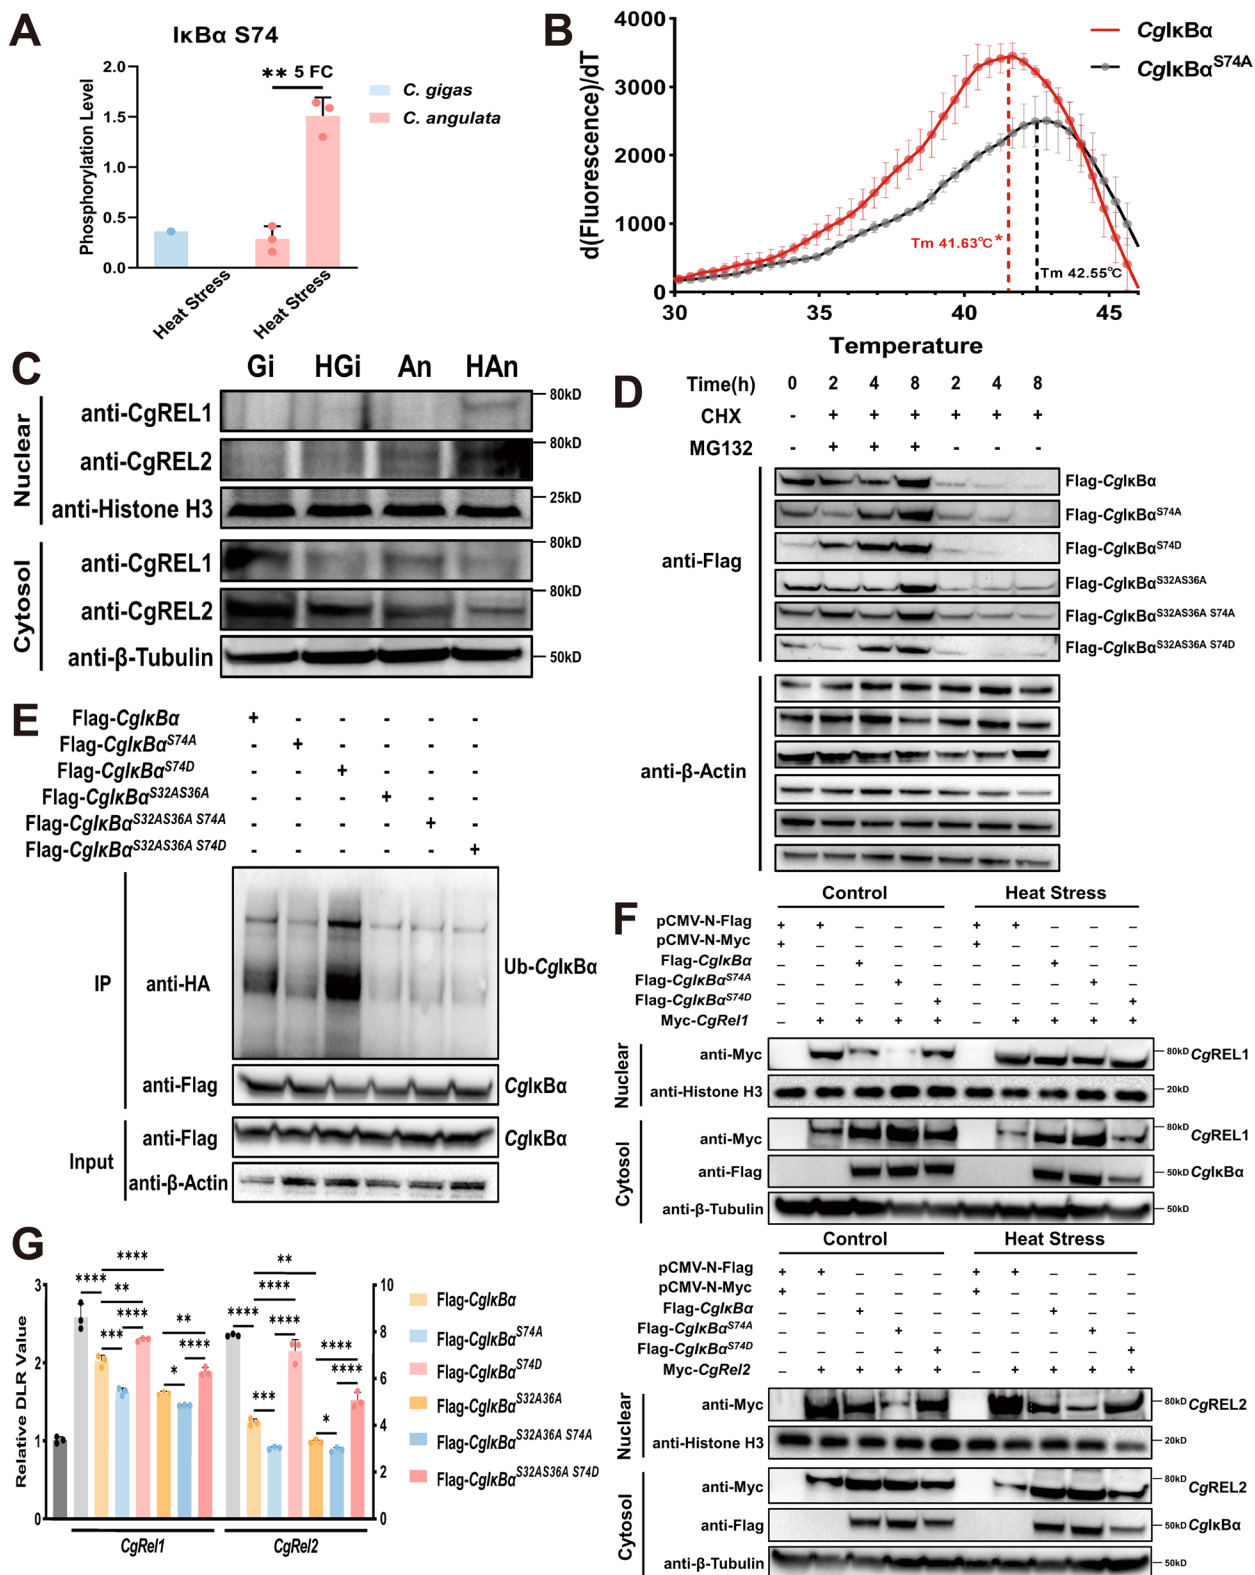 A
IκBα S74
Phosphorylation Level
2.0
1.5
1.0
0.5
0.0
** 5 FC
C. gigas
C. angulata
Heat Stress
Heat Stress
B
d(Fluorescence)/dT
4000
3000
2000
1000
0
30
35
40
45
Temperature
CgIκBα
CgIκBαS74A
Tm 41.63℃*
Tm 42.55℃
C
Gi HGi An HAn
Nuclear
anti-CgREL1
80kD
anti-CgREL2
80kD
anti-Histone H3
25kD
Cytosol
anti-CgREL1
80kD
anti-CgREL2
80kD
anti-β-Tubulin
50kD
D
Time(h) 0 2 4 8 2 4 8
CHX - + + + + + +
MG132 - + + + - - -
anti-Flag
Flag-CgIκBα
Flag-CgIκBαS74A
Flag-CgIκBαS74D
Flag-CgIκBαS32AS36A
Flag-CgIκBαS32AS36A S74A
Flag-CgIκBαS32AS36A S74D
anti-β-Actin
E
Flag-CgIκBα + - - - - -
Flag-CgIκBαS74A - + - - - -
Flag-CgIκBαS74D - - + - - -
Flag-CgIκBαS32AS36A - - - + - -
Flag-CgIκBαS32AS36A S74A - - - - + -
Flag-CgIκBαS32AS36A S74D - - - - - +
IP
anti-HA
Ub-CgIκBα
anti-Flag
CgIκBα
Input
anti-Flag
CgIκBα
anti-β-Actin
F
Control Heat Stress
pCMV-N-Flag + + – – – + + – – –
pCMV-N-Myc + – – – – + – – – –
Flag-CgIκBα – – + – – – – + – –
Flag-CgIκBαS74A – – – + – – – – + –
Flag-CgIκBαS74D – – – – + – – – – +
Myc-CgRel1 – + + + + – + + + +
Nuclear
anti-Myc
80kD CgREL1
anti-Histone H3
20kD
Cytosol
anti-Myc
80kD CgREL1
anti-Flag
50kD CgIκBα
anti-β-Tubulin
50kD
Control Heat Stress
pCMV-N-Flag + + – – – + + – – –
pCMV-N-Myc + – – – – + – – – –
Flag-CgIκBα – – + – – – – + – –
Flag-CgIκBαS74A – – – + – – – – + –
Flag-CgIκBαS74D – – – – + – – – – +
Myc-CgRel2 – + + + + – + + + +
Nuclear
anti-Myc
80kD CgREL2
anti-Histone H3
20kD
Cytosol
anti-Myc
80kD CgREL2
anti-Flag
50kD CgIκBα
anti-β-Tubulin
50kD
G
Relative DLR Value
3
2
1
0
10
8
6
4
2
0
****
**** **
*** **** **
* ****
**
****
**** ****
*** ****
* ****
CgRel1
CgRel2
Flag-CgIκBα
Flag-CgIκBαS74A
Flag-CgIκBαS74D
Flag-CgIκBαS32A36A
Flag-CgIκBαS32A36A S74A
Flag-CgIκBαS32AS36A S74D